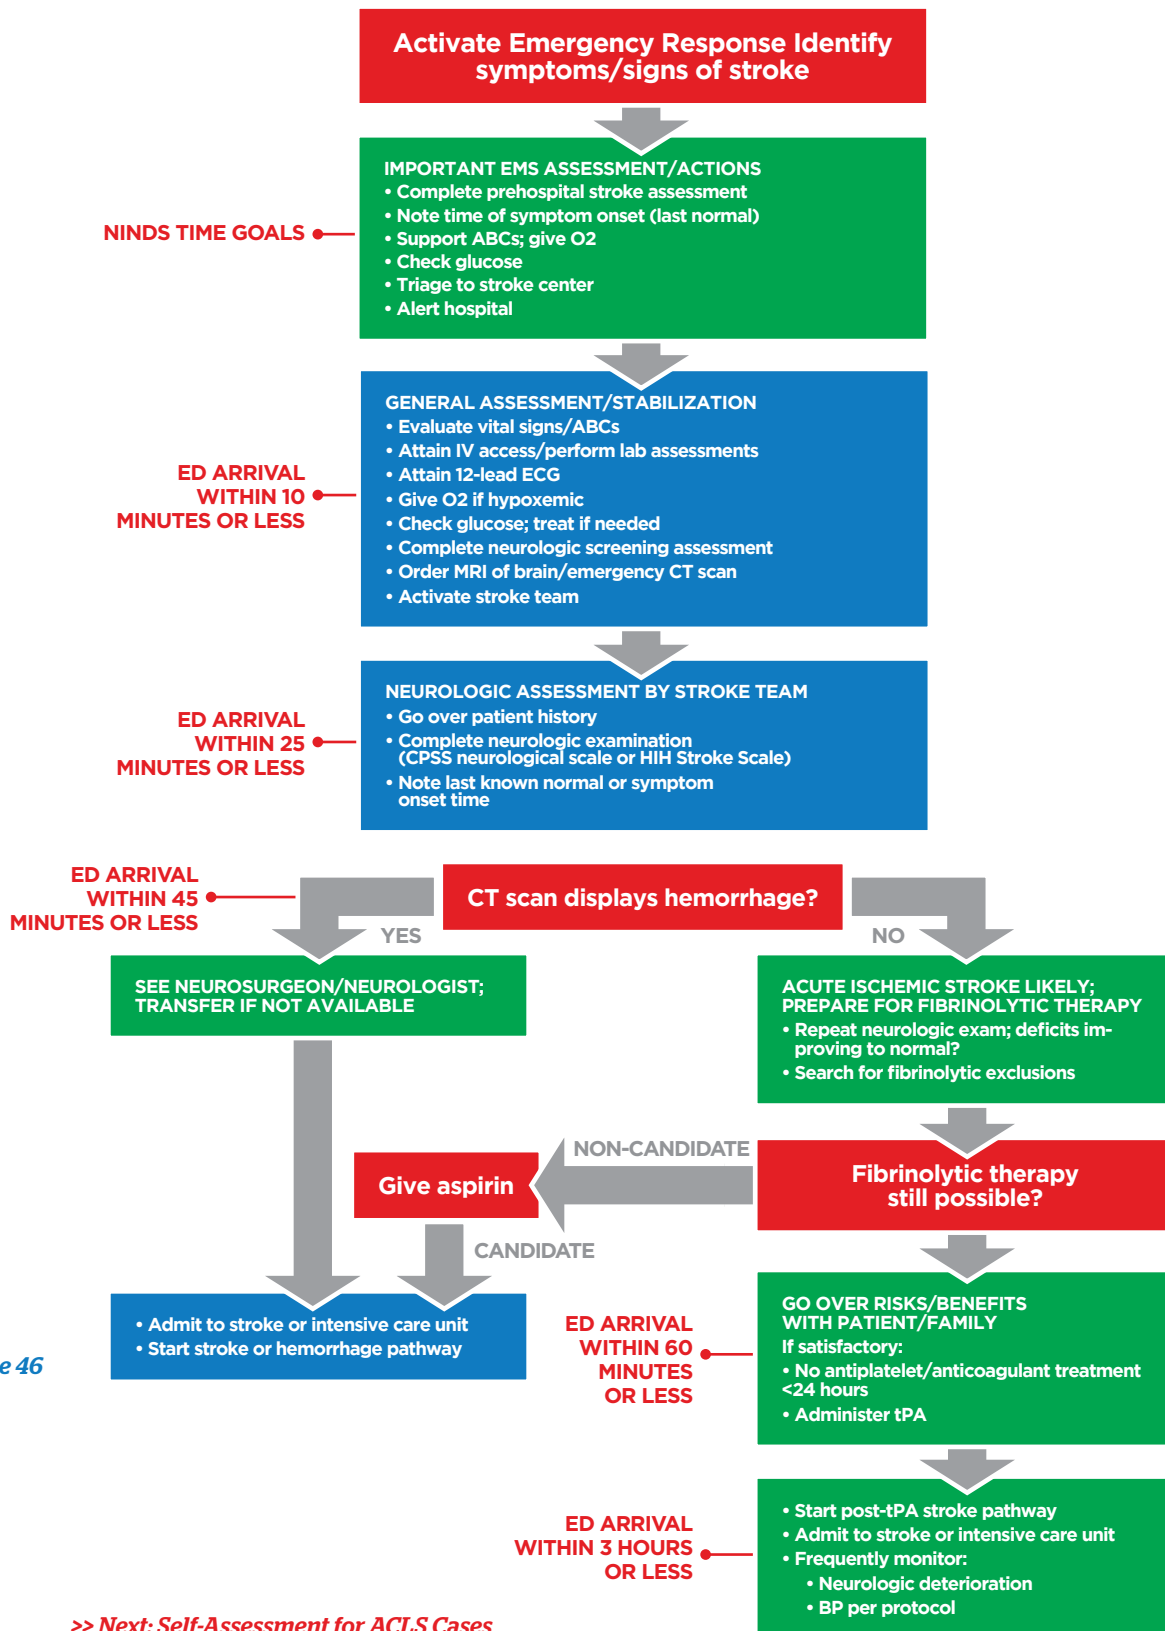 Activate Emergency Response Identify
symptoms/signs of stroke
IMPORTANT EMS ASSESSMENT/ACTIONS
• Complete prehospital stroke assessment
• Note time of symptom onset (last normal)
• Support ABCs; give O2
• Check glucose
• Triage to stroke center
• Alert hospital
NINDS TIME GOALS
GENERAL ASSESSMENT/STABILIZATION
• Evaluate vital signs/ABCs
• Attain IV access/perform lab assessments
• Attain 12-lead ECG
• Give O2 if hypoxemic
• Check glucose; treat if needed
• Complete neurologic screening assessment
• Order MRI of brain/emergency CT scan
• Activate stroke team
ED ARRIVAL
WITHIN 10
MINUTES OR LESS
NEUROLOGIC ASSESSMENT BY STROKE TEAM
• Go over patient history
• Complete neurologic examination
(CPSS neurological scale or HIH Stroke Scale)
• Note last known normal or symptom
onset time
ED ARRIVAL
WITHIN 25
MINUTES OR LESS
ED ARRIVAL
WITHIN 45
MINUTES OR LESS
CT scan displays hemorrhage?
YES
NO
SEE NEUROSURGEON/NEUROLOGIST;
TRANSFER IF NOT AVAILABLE
ACUTE ISCHEMIC STROKE LIKELY;
PREPARE FOR FIBRINOLYTIC THERAPY
• Repeat neurologic exam; deficits im-
proving to normal?
• Search for fibrinolytic exclusions
NON-CANDIDATE
Give aspirin
Fibrinolytic therapy
still possible?
CANDIDATE
• Admit to stroke or intensive care unit
• Start stroke or hemorrhage pathway
GO OVER RISKS/BENEFITS
WITH PATIENT/FAMILY
If satisfactory:
• No antiplatelet/anticoagulant treatment
<24 hours
• Administer tPA
ED ARRIVAL
WITHIN 60
MINUTES
OR LESS
e 46
• Start post-tPA stroke pathway
• Admit to stroke or intensive care unit
• Frequently monitor:
• Neurologic deterioration
• BP per protocol
ED ARRIVAL
WITHIN 3 HOURS
OR LESS
>> Next: Self-Assessment for ACLS Cases